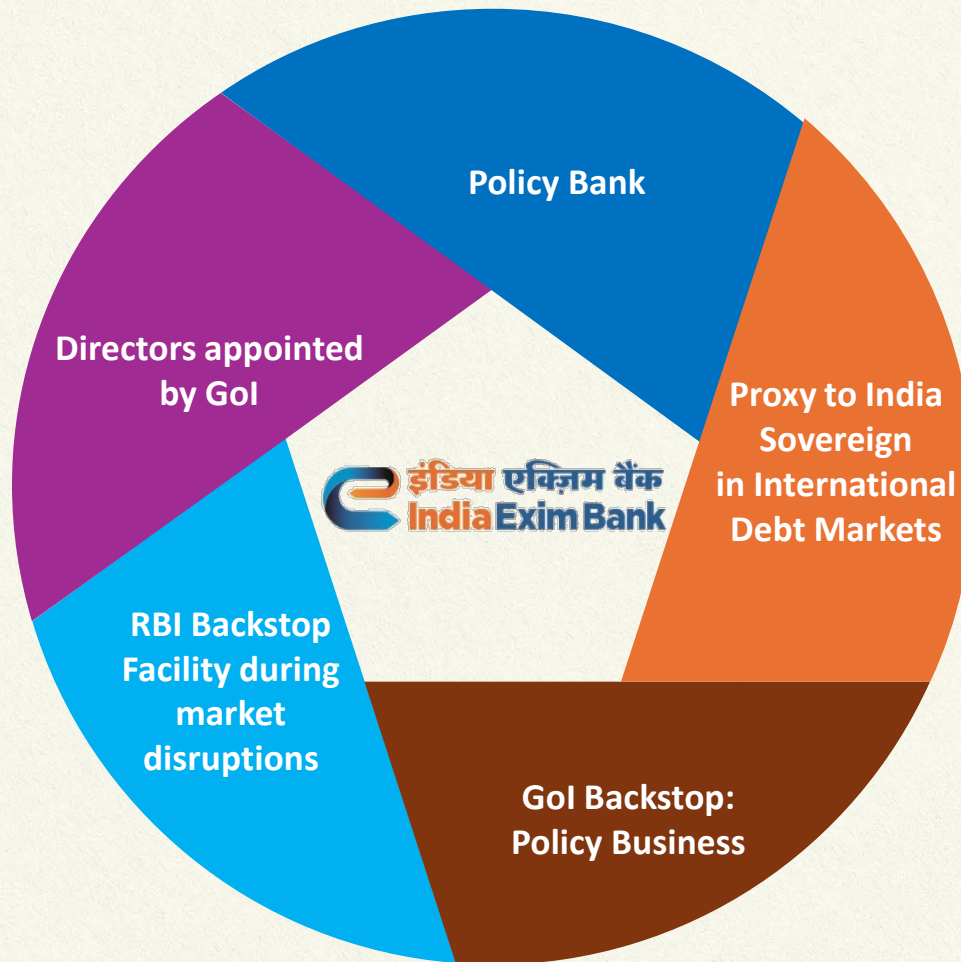 Policy Bank
Directors appointed
by GoI
Proxy to India
Sovereign
in International
Debt Markets
इंडिया एक्ज़िम बैंक
India Exim Bank
RBI Backstop
Facility during
market
disruptions
GoI Backstop:
Policy Business